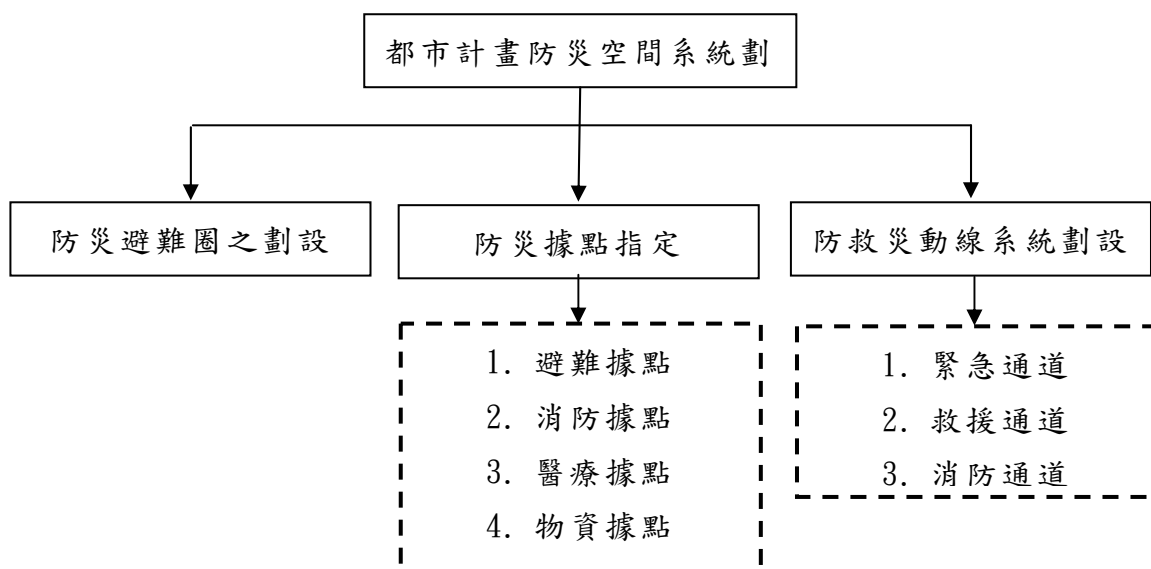 都市計畫防災空間系統劃
防災避難圈之劃設
防災據點指定
防救災動線系統劃設
1. 避難據點
2. 消防據點
3. 醫療據點
4. 物資據點
1. 緊急通道
2. 救援通道
3. 消防通道